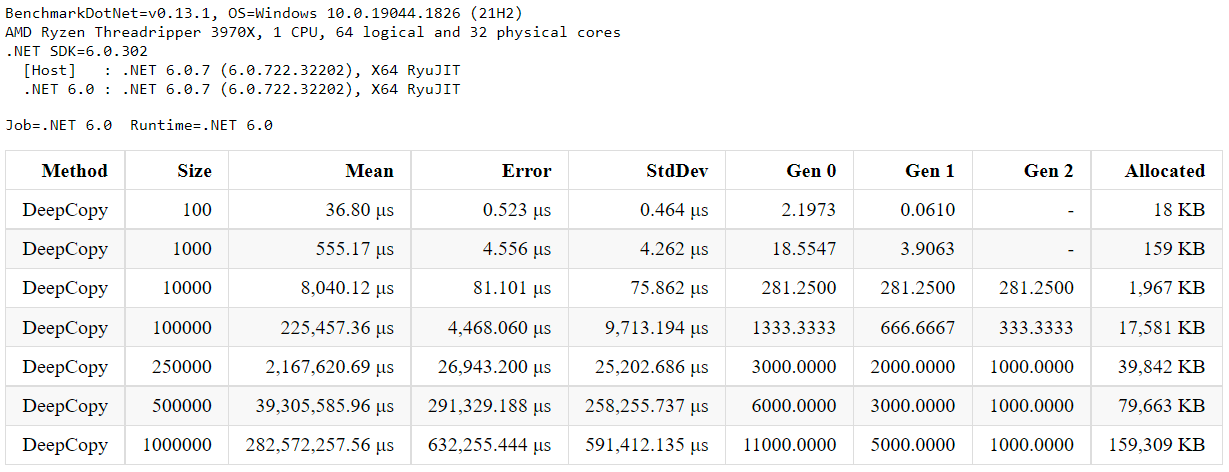 BenchmarkDotNet=v0.13.1, OS=Windows 10.0.19044.1826 (21H2)
AMD Ryzen Threadripper 3970X, 1 CPU, 64 logical and 32 physical cores
.NET SDK=6.0.302
[Host] : .NET 6.0.7 (6.0.722.32202), X64 RyuJIT
.NET 6.0 : .NET 6.0.7 (6.0.722.32202), X64 RyuJIT
Job=.NET 6.0 Runtime=.NET 6.0
Method Size Mean Error StdDev Gen 0 Gen 1 Gen 2 Allocated
DeepCopy 100 36.80 μs 0.523 μs 0.464 μs 2.1973 0.0610 - 18 KB
DeepCopy 1000 555.17 μs 4.556 μs 4.262 μs 18.5547 3.9063 - 159 KB
DeepCopy 10000 8,040.12 μs 81.101 μs 75.862 μs 281.2500 281.2500 281.2500 1,967 KB
DeepCopy 100000 225,457.36 μs 4,468.060 μs 9,713.194 μs 1333.3333 666.6667 333.3333 17,581 KB
DeepCopy 250000 2,167,620.69 μs 26,943.200 μs 25,202.686 μs 3000.0000 2000.0000 1000.0000 39,842 KB
DeepCopy 500000 39,305,585.96 μs 291,329.188 μs 258,255.737 μs 6000.0000 3000.0000 1000.0000 79,663 KB
DeepCopy 1000000 282,572,257.56 μs 632,255.444 μs 591,412.135 μs 11000.0000 5000.0000 1000.0000 159,309 KB